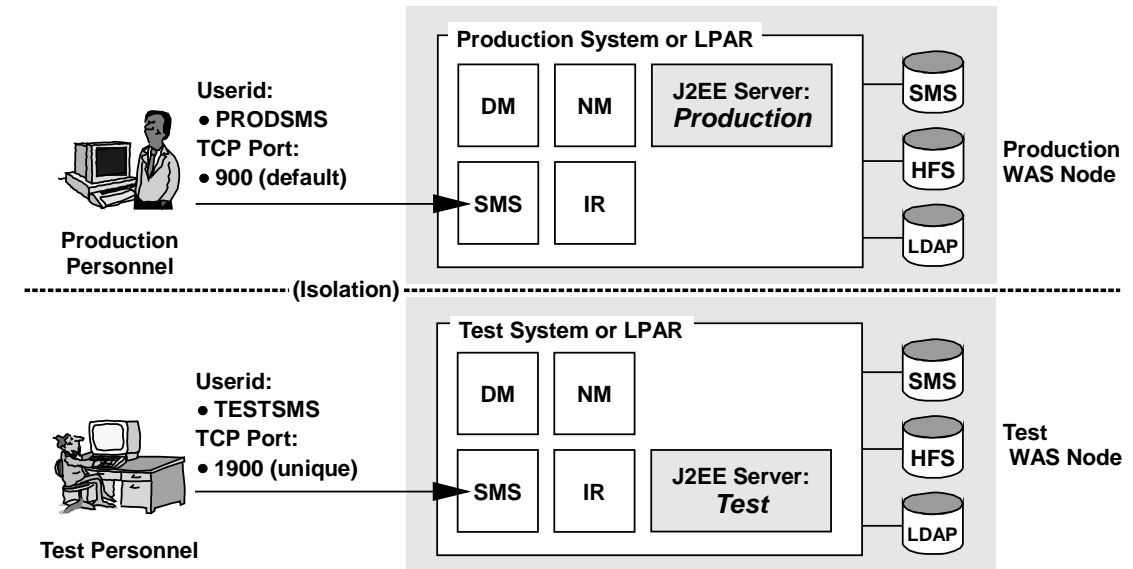 Production System or LPAR
Userid:
• PRODSMS
TCP Port:
• 900 (default)
Production
Personnel
DM
NM
J2EE Server:
Production
SMS
IR
SMS
HFS
LDAP
Production
WAS Node
(Isolation)
Test System or LPAR
Userid:
• TESTSMS
TCP Port:
• 1900 (unique)
Test Personnel
DM
NM
SMS
IR
J2EE Server:
Test
SMS
HFS
LDAP
Test
WAS Node